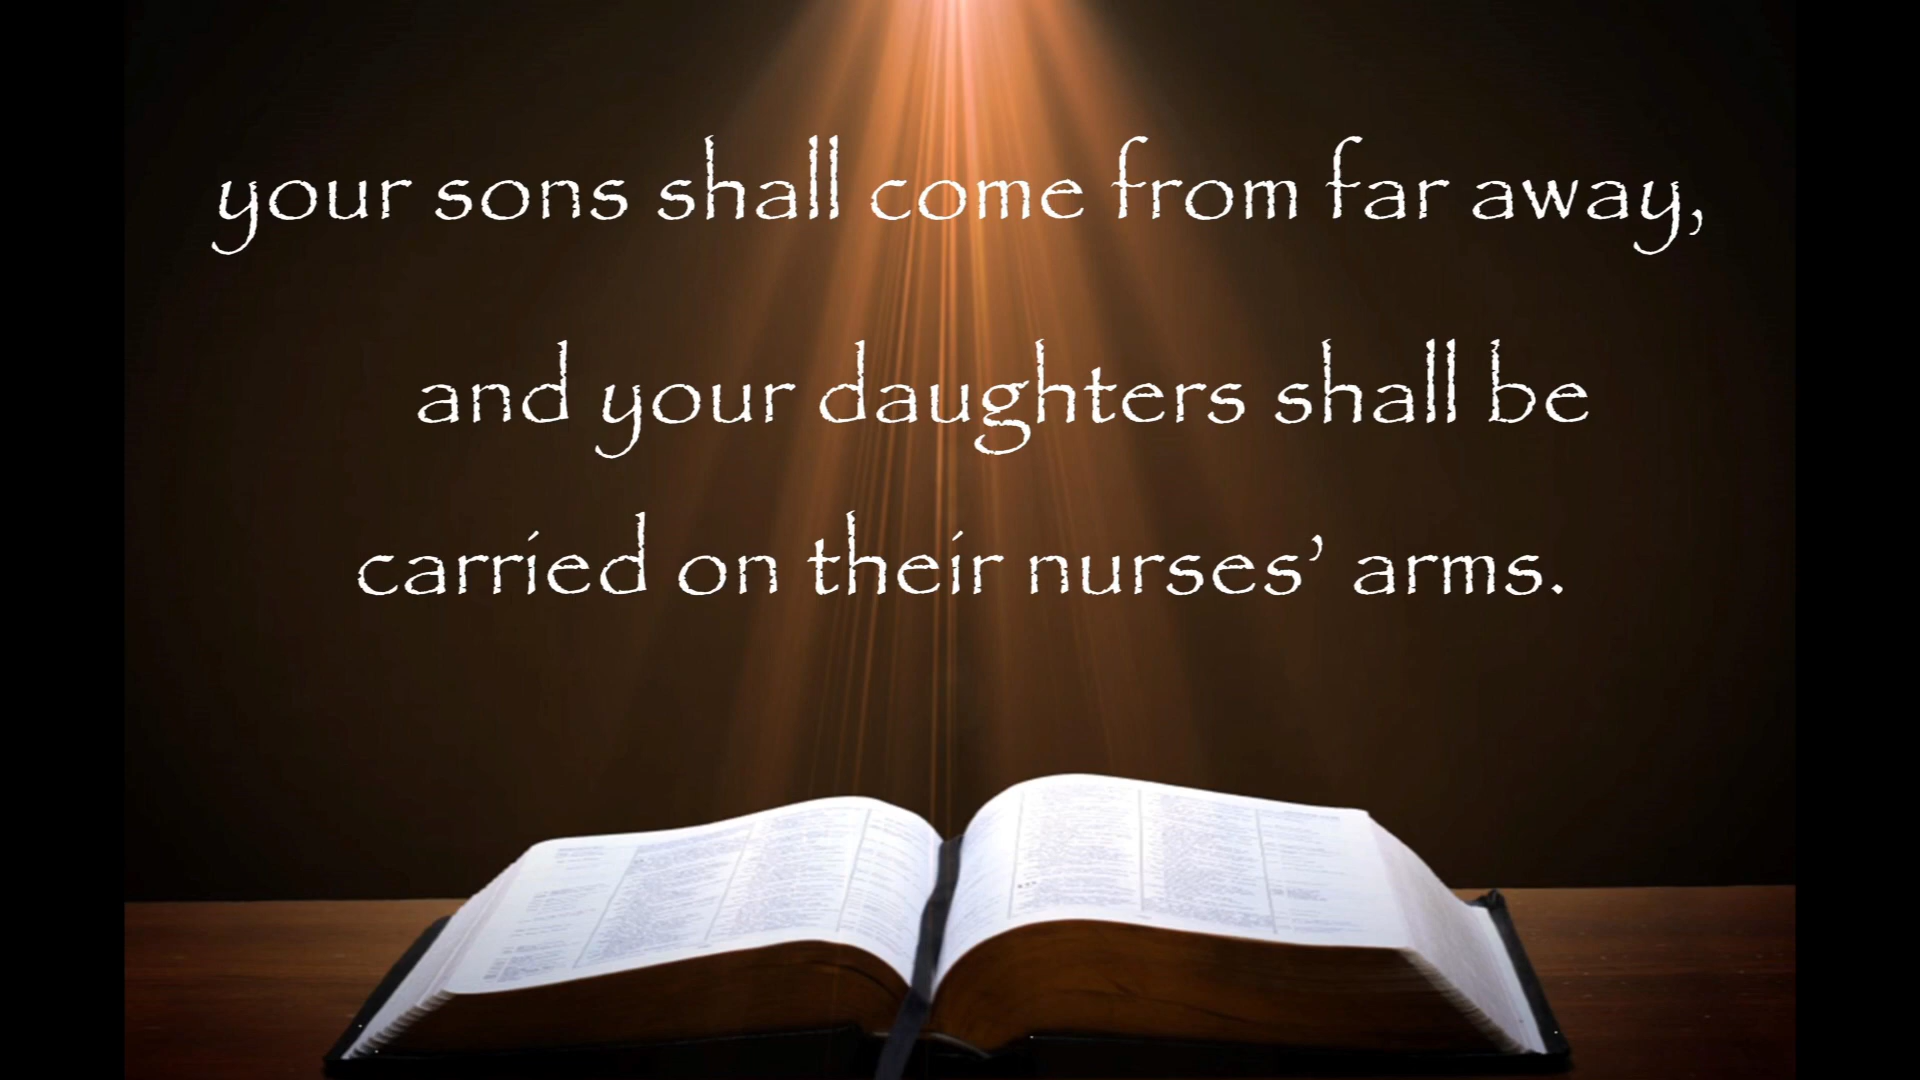 your sons shall come from far away,
and your daughters shall be
carried on their nurses’ arms.